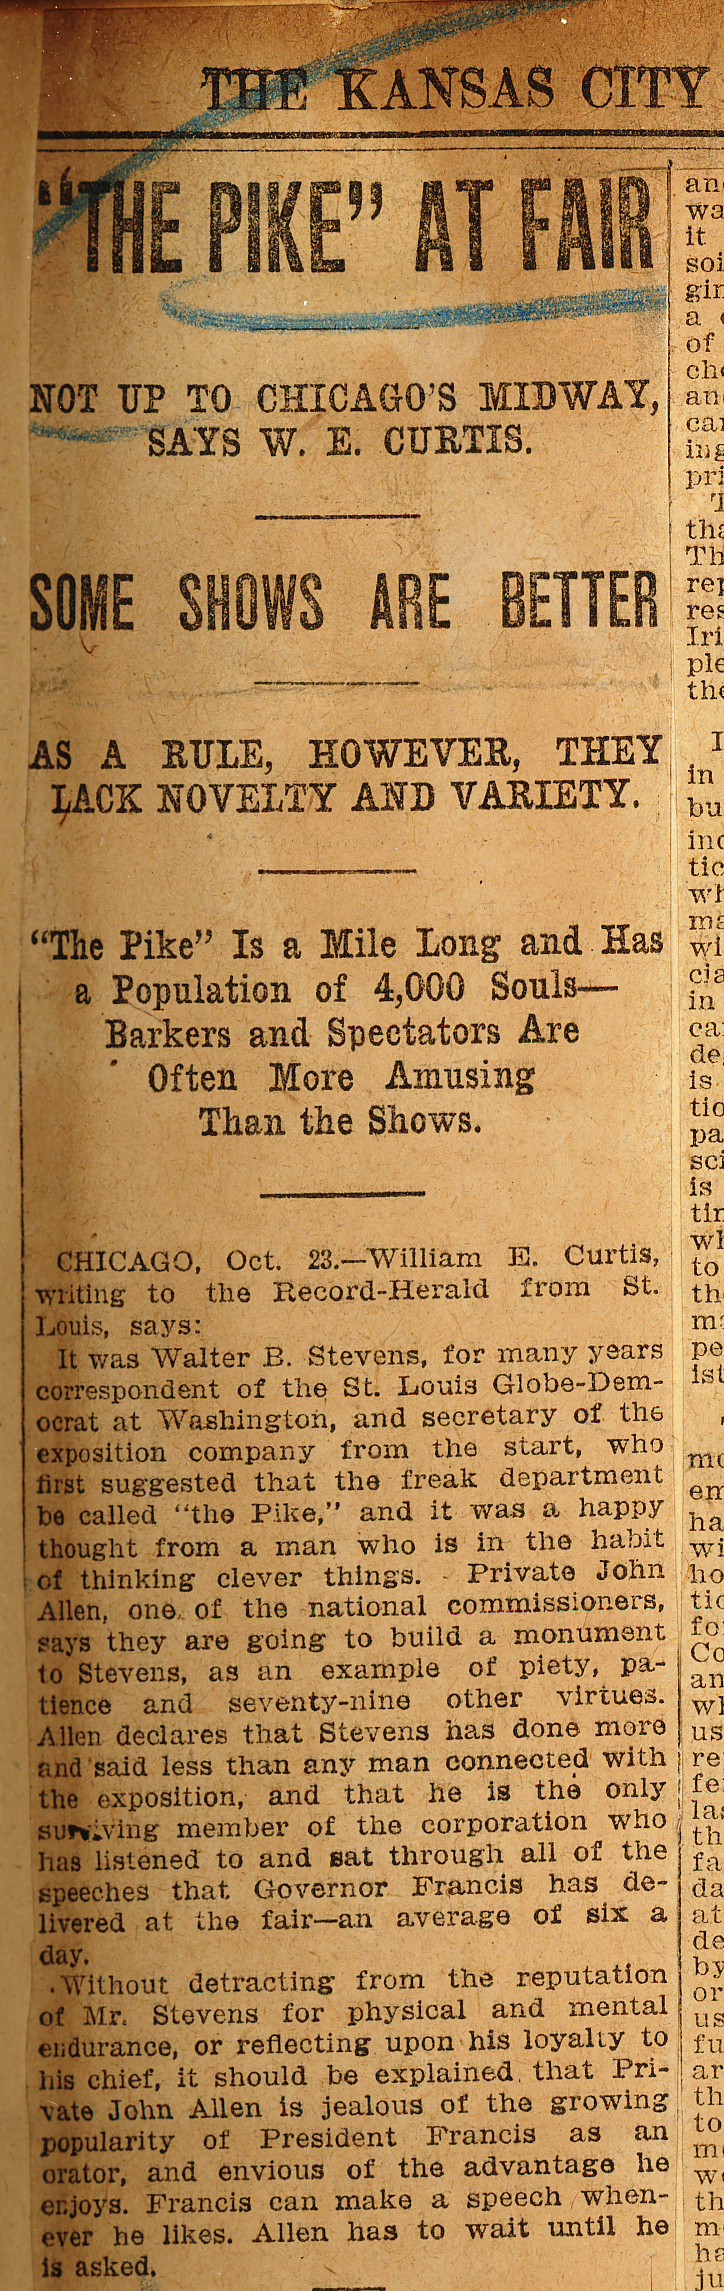 THE KANSAS CITY
"THE PIKE" AT FAIR
NOT UP TO CHICAGO'S MIDWAY,
SAYS W. E. CURTIS.
SOME SHOWS ARE BETTER
AS A RULE, HOWEVER, THEY
LACK NOVELTY AND VARIETY.
"The Pike" Is a Mile Long and Has
a Population of 4,000 Souls—
Barkers and Spectators Are
Often More Amusing
Than the Shows.
CHICAGO, Oct. 23.—William E. Curtis,
writing to the Record-Herald from St.
Louis, says:
It was Walter B. Stevens, for many years
correspondent of the St. Louis Globe-Dem-
ocrat at Washington, and secretary of the
exposition company from the start, who
first suggested that the freak department
be called "the Pike," and it was a happy
thought from a man who is in the habit
of thinking clever things. Private John
Allen, one of the national commissioners,
says they are going to build a monument
to Stevens, as an example of piety, pa-
tience and seventy-nine other virtues.
Allen declares that Stevens has done more
and said less than any man connected with
the exposition, and that he is the only
surviving member of the corporation who
has listened to and sat through all of the
speeches that Governor Francis has de-
livered at the fair—an average of six a
day.
Without detracting from the reputation
of Mr. Stevens for physical and mental
endurance, or reflecting upon his loyalty to
his chief, it should be explained that Pri-
vate John Allen is jealous of the growing
popularity of President Francis as an
orator, and envious of the advantage he
enjoys. Francis can make a speech when-
ever he likes. Allen has to wait until he
is asked.